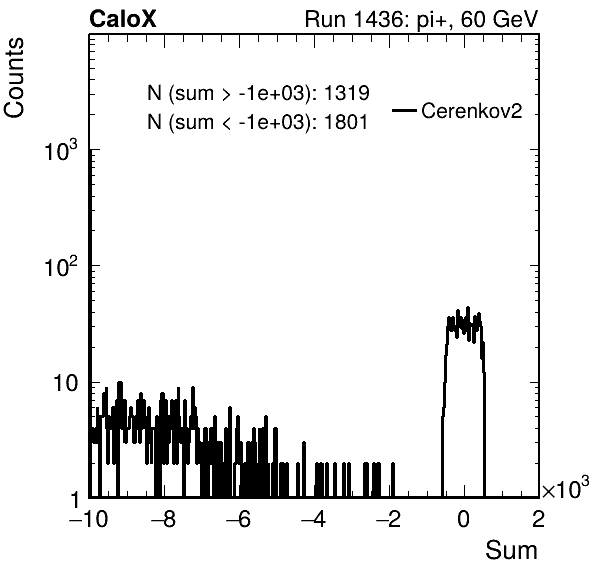 CaloX
Run 1436: pi+, 60 GeV
Counts
N (sum > -1e+03): 1319
N (sum < -1e+03): 1801
Cerenkov2
10³
10²
10
1
−10 −8 −6 −4 −2 0 2
×10³
Sum